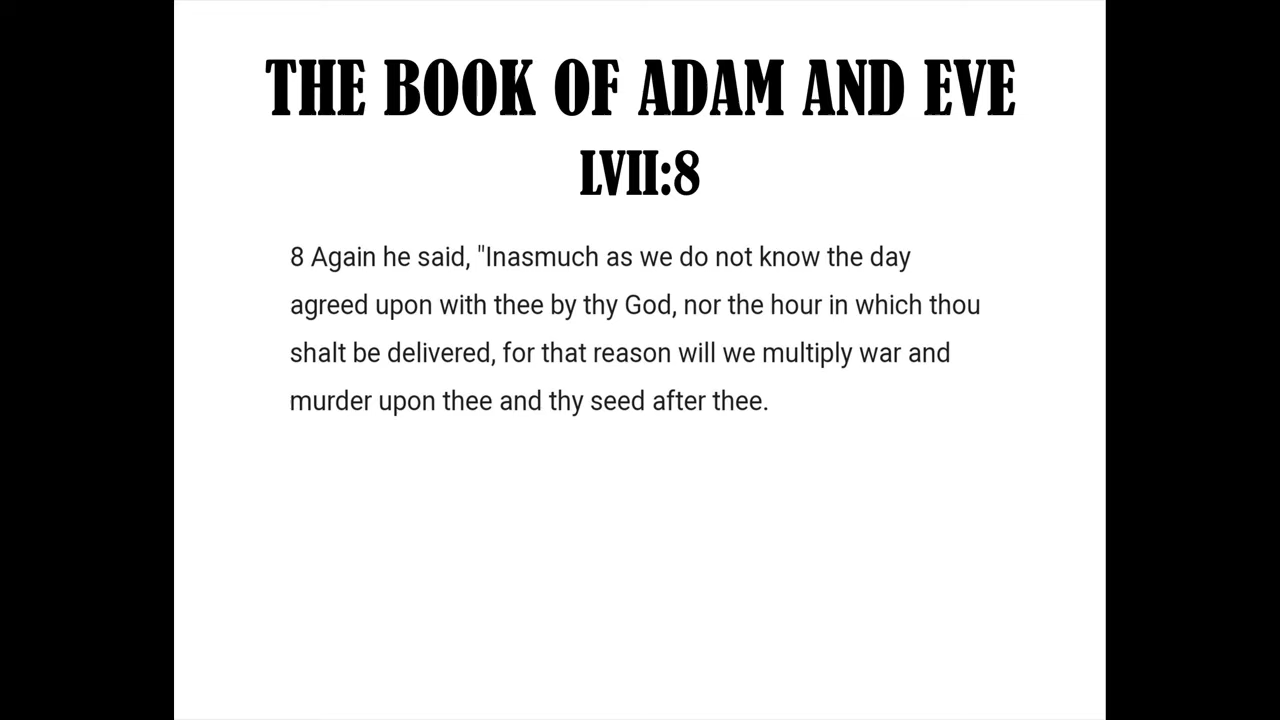 THE BOOK OF ADAM AND EVE
LVII:8
8 Again he said, "Inasmuch as we do not know the day
agreed upon with thee by thy God, nor the hour in which thou
shalt be delivered, for that reason will we multiply war and
murder upon thee and thy seed after thee.